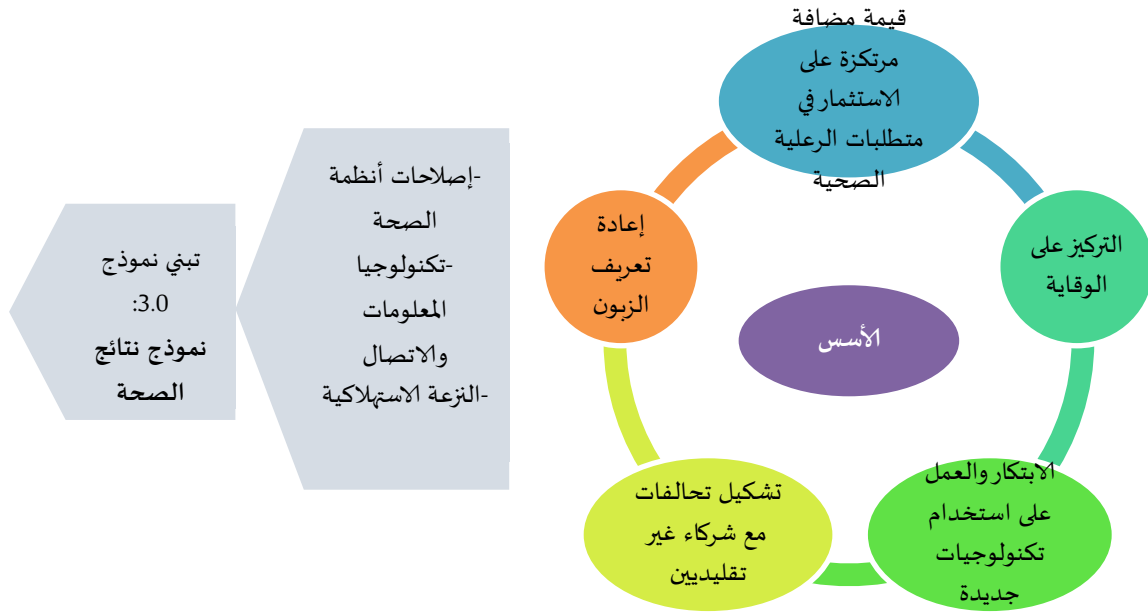 قيمة مضافة
مرتكزة على
الاستثمار في
متطلبات الرعلية
الصحية
التركيز على
الوقاية
الابتكار والعمل
على استخدام
تكنولوجيات
جديدة
تشكيل تحالفات
مع شركاء غير
تقليديين
إعادة
تعريف
الزبون
الأسس
-إصلاحات أنظمة
الصحة
-تكنولوجيا
المعلومات
والاتصال
-النزعة الاستهلاكية
تبني نموذج
3.0:
نموذج نتائج
الصحة